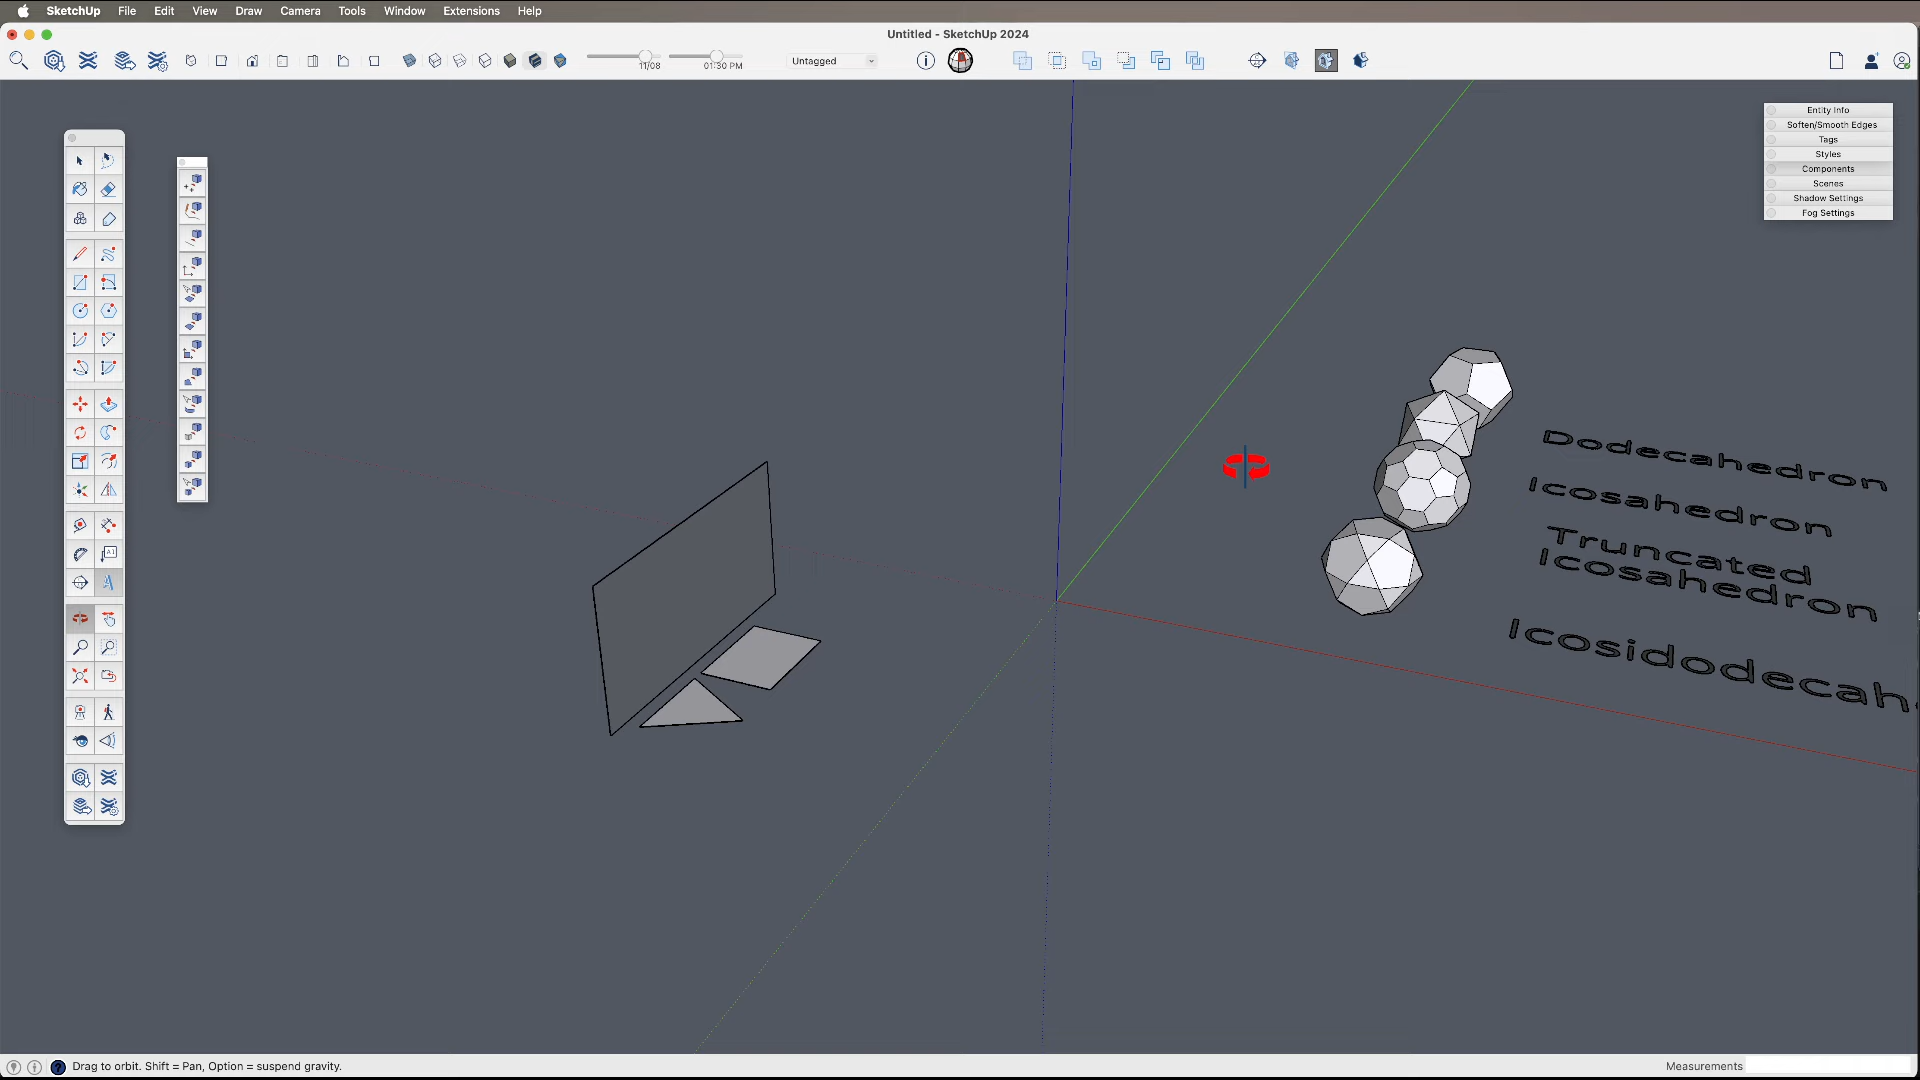 SketchUp File Edit View Draw Camera Tools Window Extensions Help
Untitled - SketchUp 2024
11/08
01:30 PM
Untagged
Entity Info
Soften/Smooth Edges
Tags
Styles
Components
Scenes
Shadow Settings
Fog Settings
Dodecahedron
Icosahedron
Truncated
Icosahedron
Icosidodecah
Drag to orbit. Shift = Pan, Option = suspend gravity.
Measurements